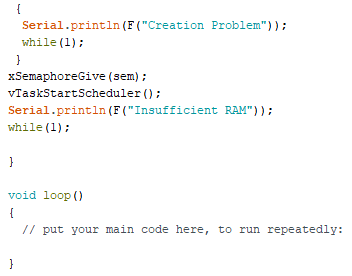 {
Serial.println(F("Creation Problem"));
while(1);
}
xSemaphoreGive(sem);
vTaskStartScheduler();
Serial.println(F("Insufficient RAM"));
while(1);
}
void loop()
{
// put your main code here, to run repeatedly:
}